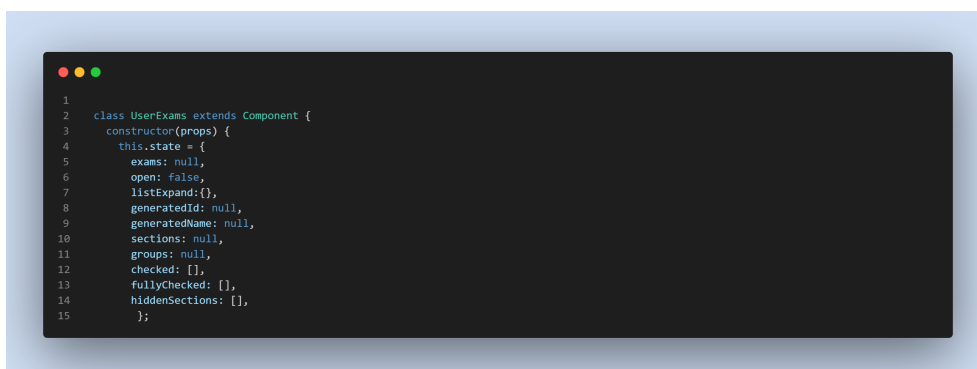 1
2 class UserExams extends Component {
3 constructor(props) {
4 this.state = {
5 exams: null,
6 open: false,
7 listExpand:{},
8 generatedId: null,
9 generatedName: null,
10 sections: null,
11 groups: null,
12 checked: [],
13 fullyChecked: [],
14 hiddenSections: [],
15 };